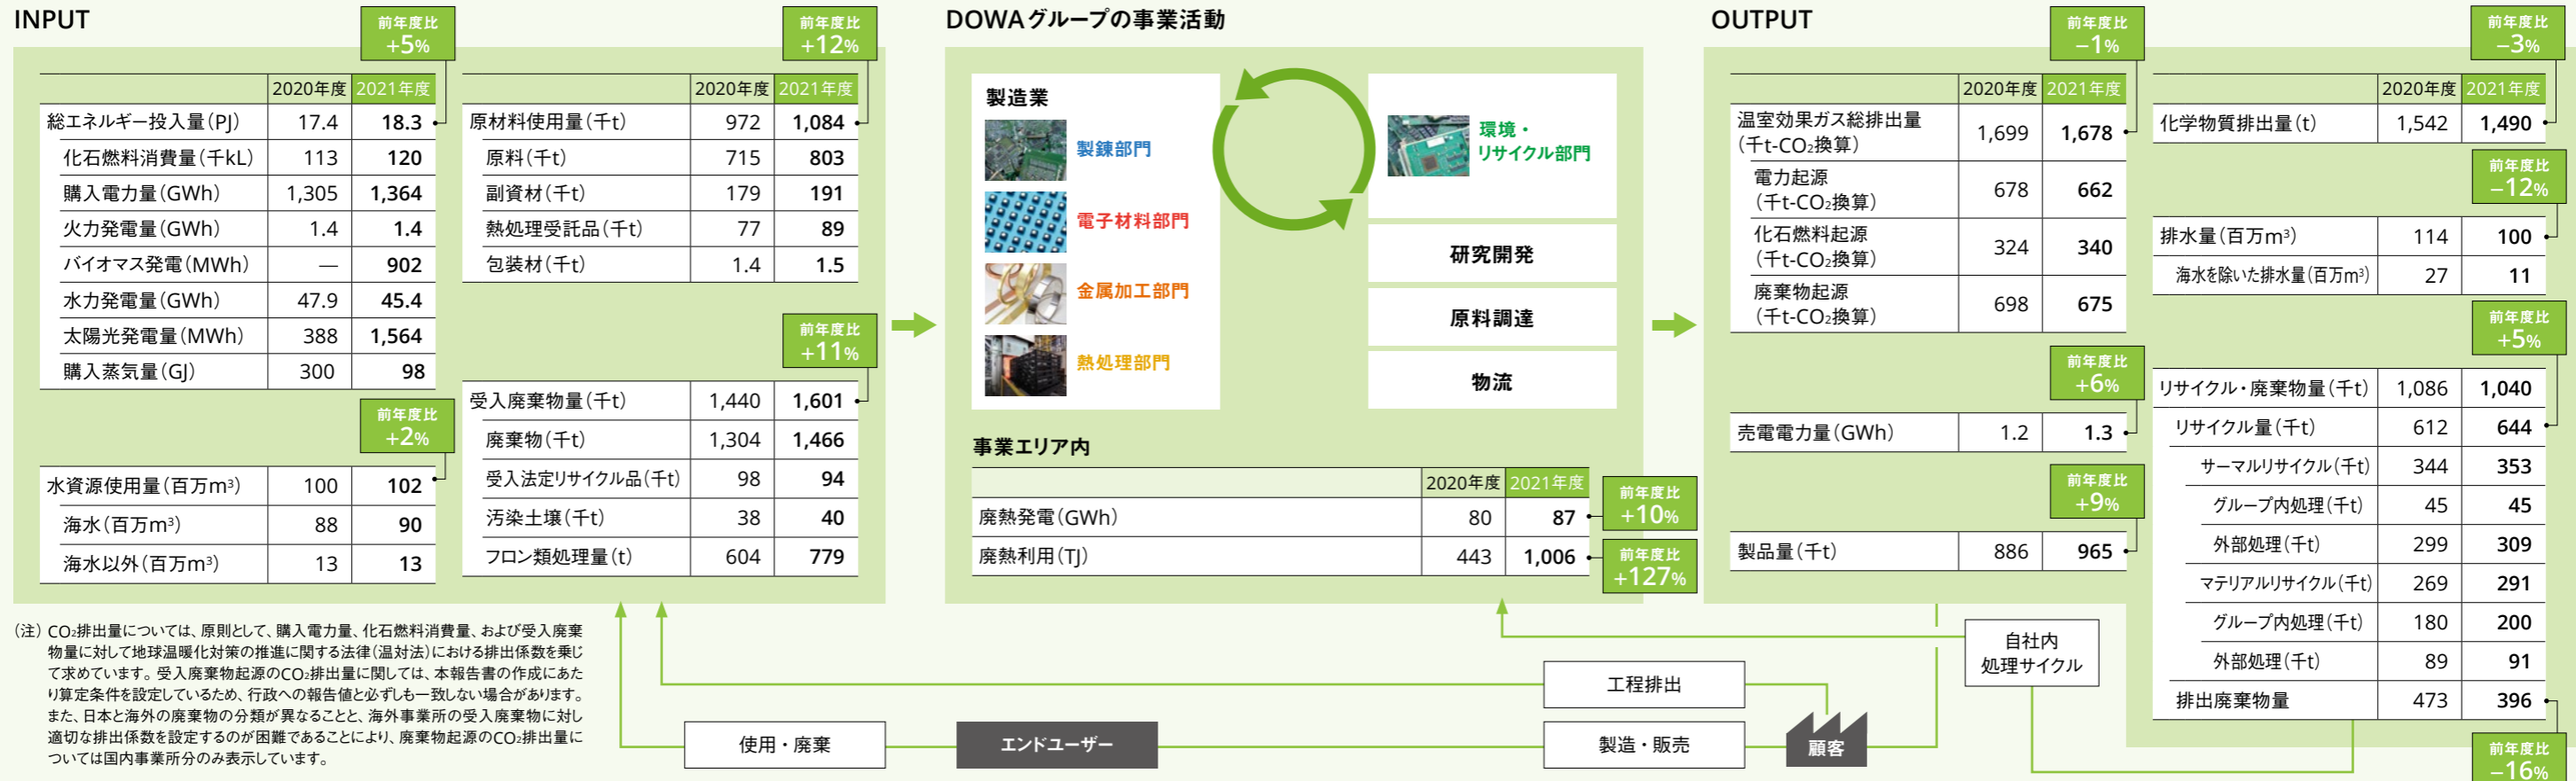 INPUT
前年度比
+5%
2020年度 2021年度
総エネルギー投入量(PJ) 17.4 18.3
化石燃料消費量(千kL) 113 120
購入電力量(GWh) 1,305 1,364
火力発電量(GWh) 1.4 1.4
バイオマス発電(MWh) — 902
水力発電量(GWh) 47.9 45.4
太陽光発電量(MWh) 388 1,564
購入蒸気量(GJ) 300 98
前年度比
+2%
水資源使用量(百万m³) 100 102
海水(百万m³) 88 90
海水以外(百万m³) 13 13
前年度比
+12%
2020年度 2021年度
原材料使用量(千t) 972 1,084
原料(千t) 715 803
副資材(千t) 179 191
熱処理受託品(千t) 77 89
包装材(千t) 1.4 1.5
前年度比
+11%
受入廃棄物量(千t) 1,440 1,601
廃棄物(千t) 1,304 1,466
受入法定リサイクル品(千t) 98 94
汚染土壌(千t) 38 40
フロン類処理量(t) 604 779
(注) CO₂排出量については、原則として、購入電力量、化石燃料消費量、および受入廃棄
物量に対して地球温暖化対策の推進に関する法律(温対法)における排出係数を乗じ
て求めています。受入廃棄物起源のCO₂排出量に関しては、本報告書の作成にあた
り算定条件を設定しているため、行政への報告値と必ずしも一致しない場合があります。
また、日本と海外の廃棄物の分類が異なることと、海外事業所の受入廃棄物に対し
適切な排出係数を設定するのが困難であることにより、廃棄物起源のCO₂排出量に
ついては国内事業所分のみ表示しています。
DOWAグループの事業活動
製造業
製錬部門
電子材料部門
金属加工部門
熱処理部門
環境・
リサイクル部門
研究開発
原料調達
物流
事業エリア内
2020年度 2021年度
廃熱発電(GWh) 80 87
前年度比
+10%
廃熱利用(TJ) 443 1,006
前年度比
+127%
OUTPUT
前年度比
−1%
2020年度 2021年度
温室効果ガス総排出量
(千t-CO₂換算) 1,699 1,678
電力起源
(千t-CO₂換算) 678 662
化石燃料起源
(千t-CO₂換算) 324 340
廃棄物起源
(千t-CO₂換算) 698 675
前年度比
+6%
売電電力量(GWh) 1.2 1.3
前年度比
+9%
製品量(千t) 886 965
前年度比
−3%
2020年度 2021年度
化学物質排出量(t) 1,542 1,490
前年度比
−12%
排水量(百万m³) 114 100
海水を除いた排水量(百万m³) 27 11
前年度比
+5%
リサイクル・廃棄物量(千t) 1,086 1,040
リサイクル量(千t) 612 644
サーマルリサイクル(千t) 344 353
グループ内処理(千t) 45 45
外部処理(千t) 299 309
マテリアルリサイクル(千t) 269 291
グループ内処理(千t) 180 200
外部処理(千t) 89 91
排出廃棄物量 473 396
前年度比
−16%
自社内
処理サイクル
工程排出
使用・廃棄
エンドユーザー
製造・販売
顧客